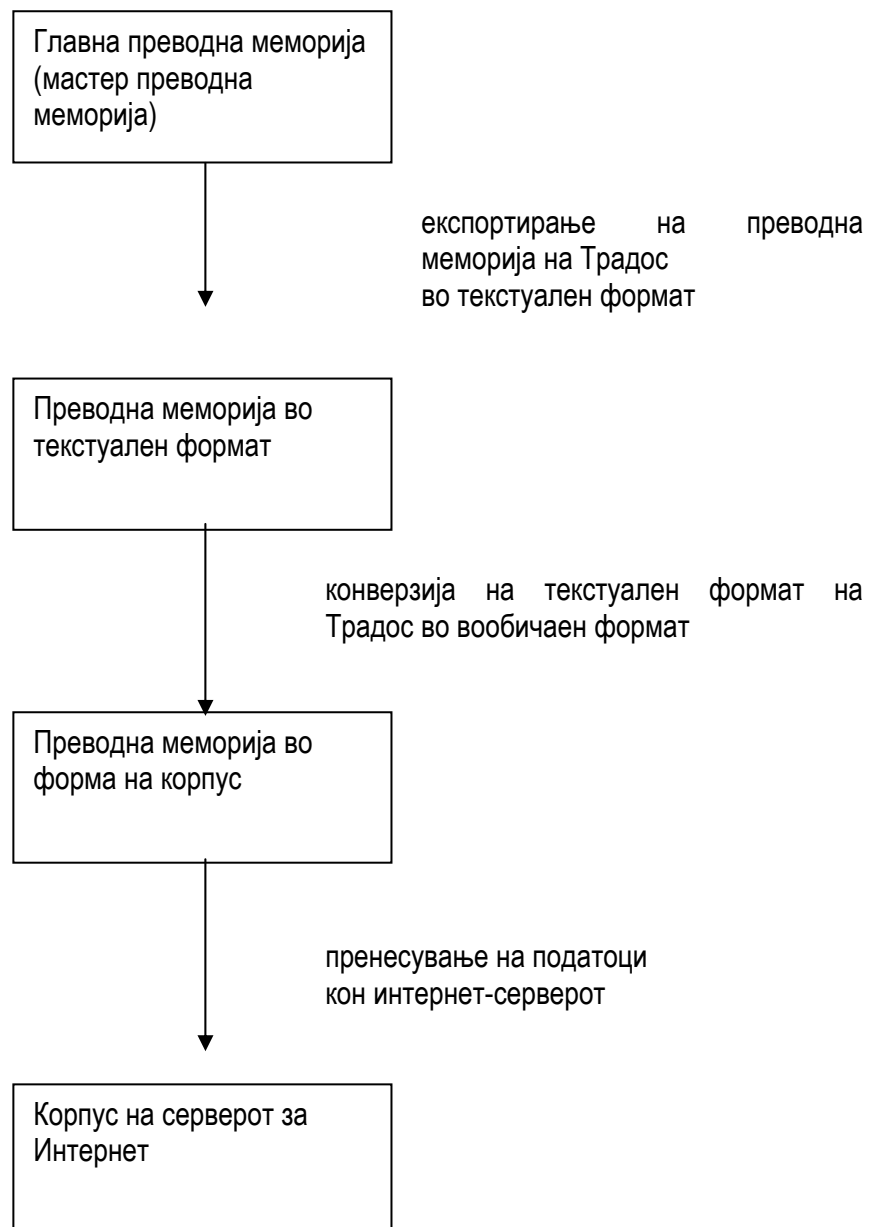 Главна преводна меморија
(мастер преводна
меморија)
експортирање на преводна
меморија на Традос
во текстуален формат
Преводна меморија во
текстуален формат
конверзија на текстуален формат на
Традос во вообичаен формат
Преводна меморија во
форма на корпус
пренесување на податоци
кон интернет-серверот
Корпус на серверот за
Интернет